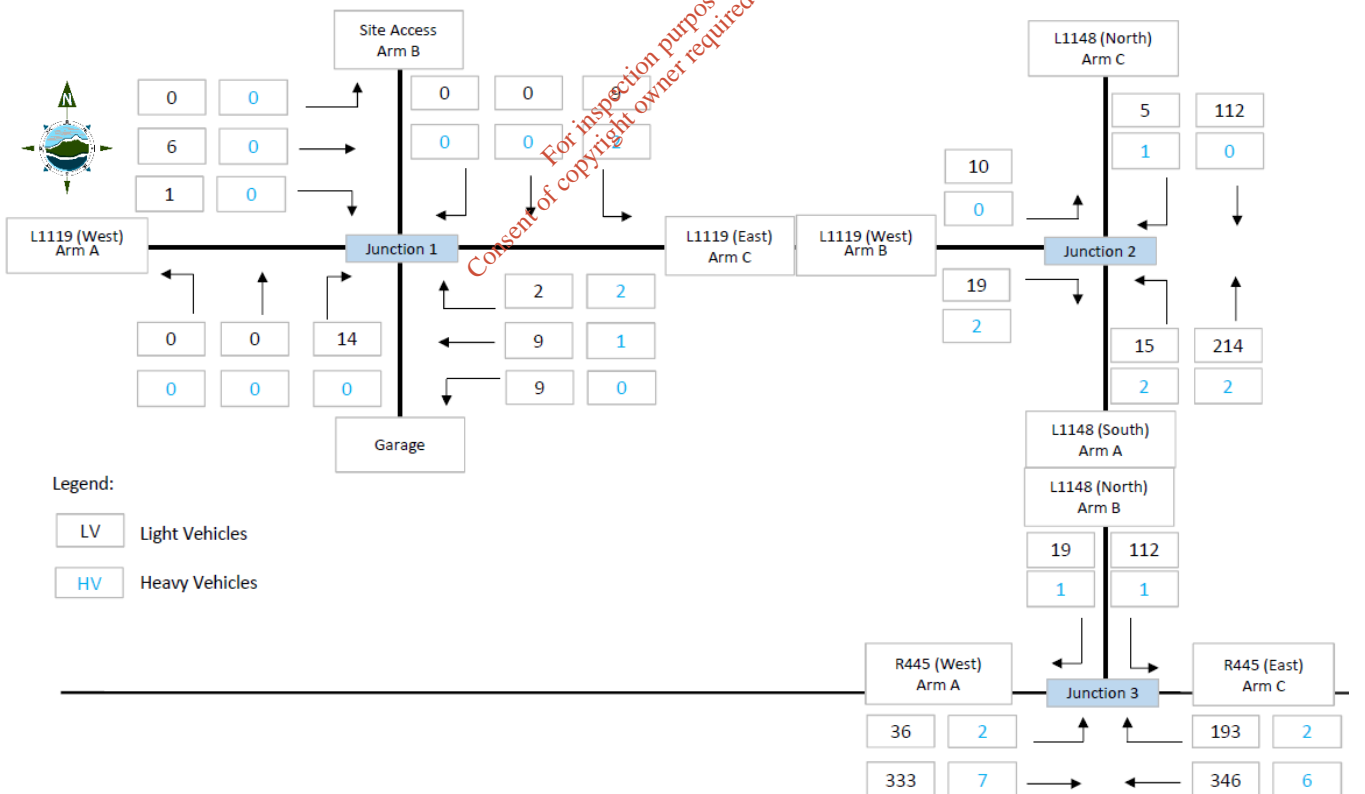 For inspection purpos
Consent of copyright owner required
Site Access
Arm B
L1148 (North)
Arm C
N
0 0
6 0
1 0
0 0
0 0
5 112
1 0
10
0
L1119 (West)
Arm A
Junction 1
L1119 (East)
Arm C
L1119 (West)
Arm B
Junction 2
0 0 14
0 0 0
2 2
9 1
9 0
19
2
15 214
2 2
Garage
L1148 (South)
Arm A
L1148 (North)
Arm B
Legend:
LV Light Vehicles
HV Heavy Vehicles
19 112
1 1
R445 (West)
Arm A
Junction 3
R445 (East)
Arm C
36 2
193 2
333 7
346 6